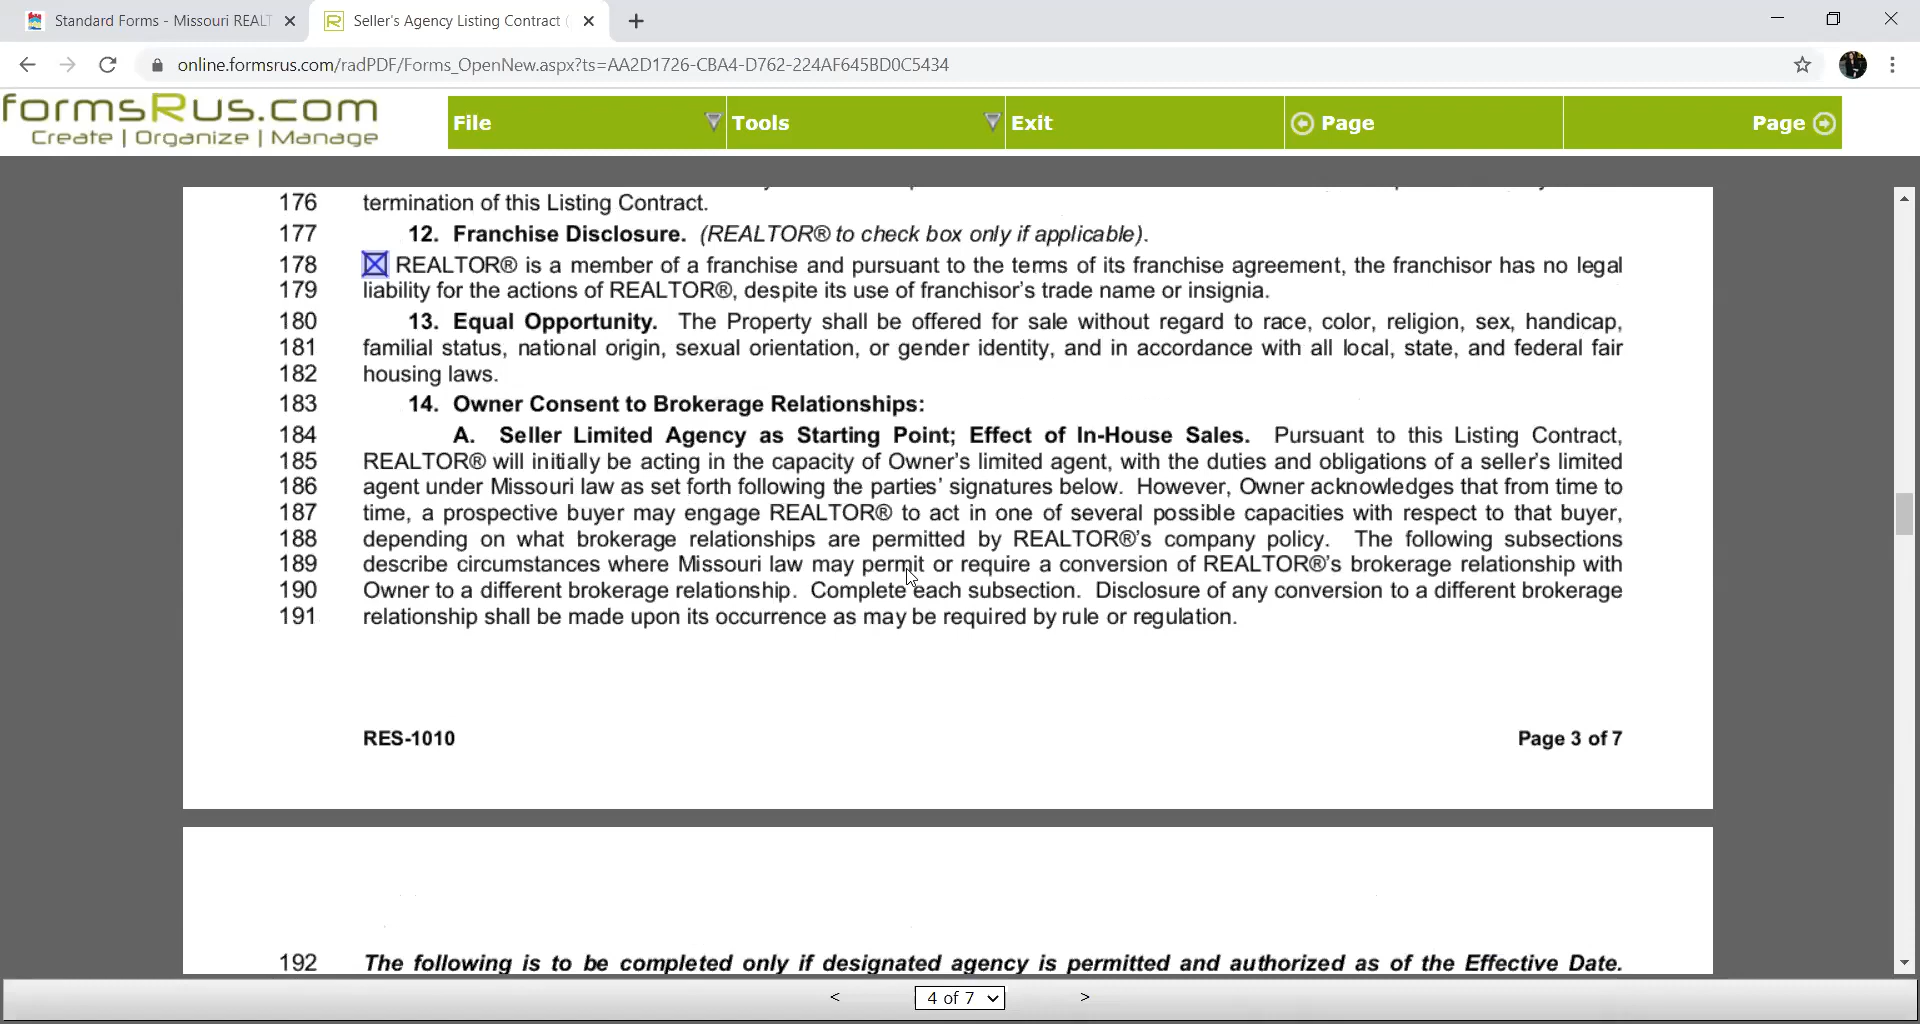 Standard Forms - Missouri REALT
Seller's Agency Listing Contract (
online.formsrus.com/radPDF/Forms_OpenNew.aspx?ts=AA2D1726-CBA4-D762-224AF645BD0C5434
formsRus.com
Create | Organize | Manage
File
Tools
Exit
Page
Page
176 termination of this Listing Contract.
177 12. Franchise Disclosure. (REALTOR® to check box only if applicable).
178 REALTOR® is a member of a franchise and pursuant to the terms of its franchise agreement, the franchisor has no legal
179 liability for the actions of REALTOR®, despite its use of franchisor's trade name or insignia.
180 13. Equal Opportunity. The Property shall be offered for sale without regard to race, color, religion, sex, handicap,
181 familial status, national origin, sexual orientation, or gender identity, and in accordance with all local, state, and federal fair
182 housing laws.
183 14. Owner Consent to Brokerage Relationships:
184 A. Seller Limited Agency as Starting Point; Effect of In-House Sales. Pursuant to this Listing Contract,
185 REALTOR® will initially be acting in the capacity of Owner's limited agent, with the duties and obligations of a seller's limited
186 agent under Missouri law as set forth following the parties' signatures below. However, Owner acknowledges that from time to
187 time, a prospective buyer may engage REALTOR® to act in one of several possible capacities with respect to that buyer,
188 depending on what brokerage relationships are permitted by REALTOR®'s company policy. The following subsections
189 describe circumstances where Missouri law may permit or require a conversion of REALTOR®'s brokerage relationship with
190 Owner to a different brokerage relationship. Complete each subsection. Disclosure of any conversion to a different brokerage
191 relationship shall be made upon its occurrence as may be required by rule or regulation.
RES-1010 Page 3 of 7
192 The following is to be completed only if designated agency is permitted and authorized as of the Effective Date.
< 4 of 7 >